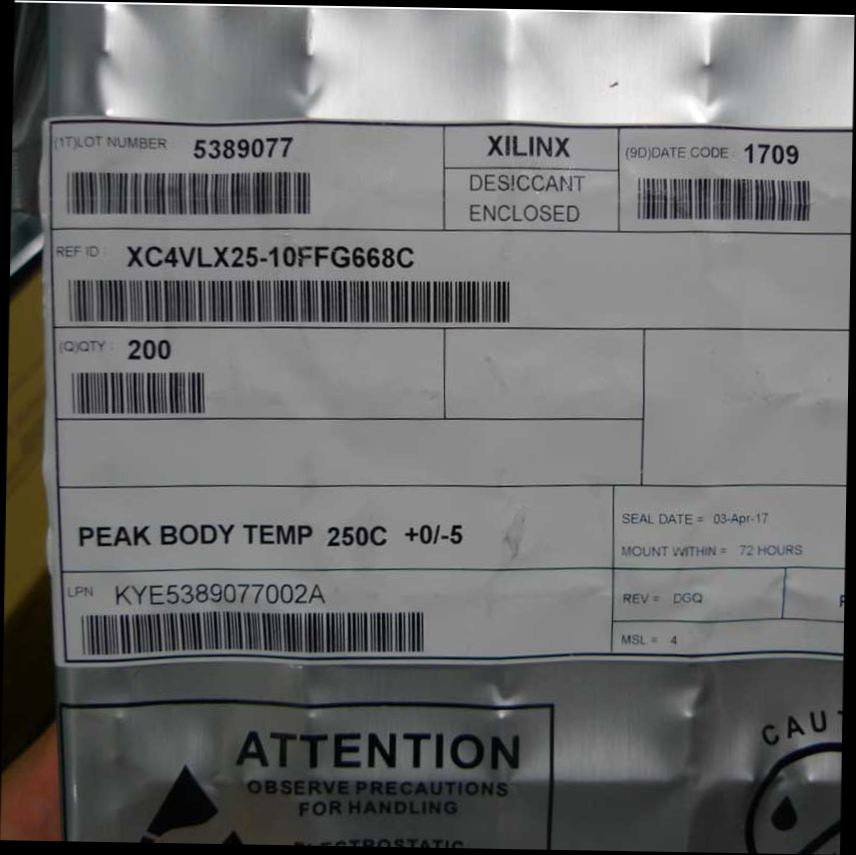 (1T)LOT NUMBER : 5389077
XILINX
DESICCANT
ENCLOSED
(9D)DATE CODE : 1709
REF ID : XC4VLX25-10FFG668C
(Q)QTY : 200
PEAK BODY TEMP 250C +0/-5
SEAL DATE = 03-Apr-17
MOUNT WITHIN = 72 HOURS
LPN KYE5389077002A
REV = DGQ
MSL = 4
ATTENTION
OBSERVE PRECAUTIONS
FOR HANDLING
ELECTROSTATIC
CAUT